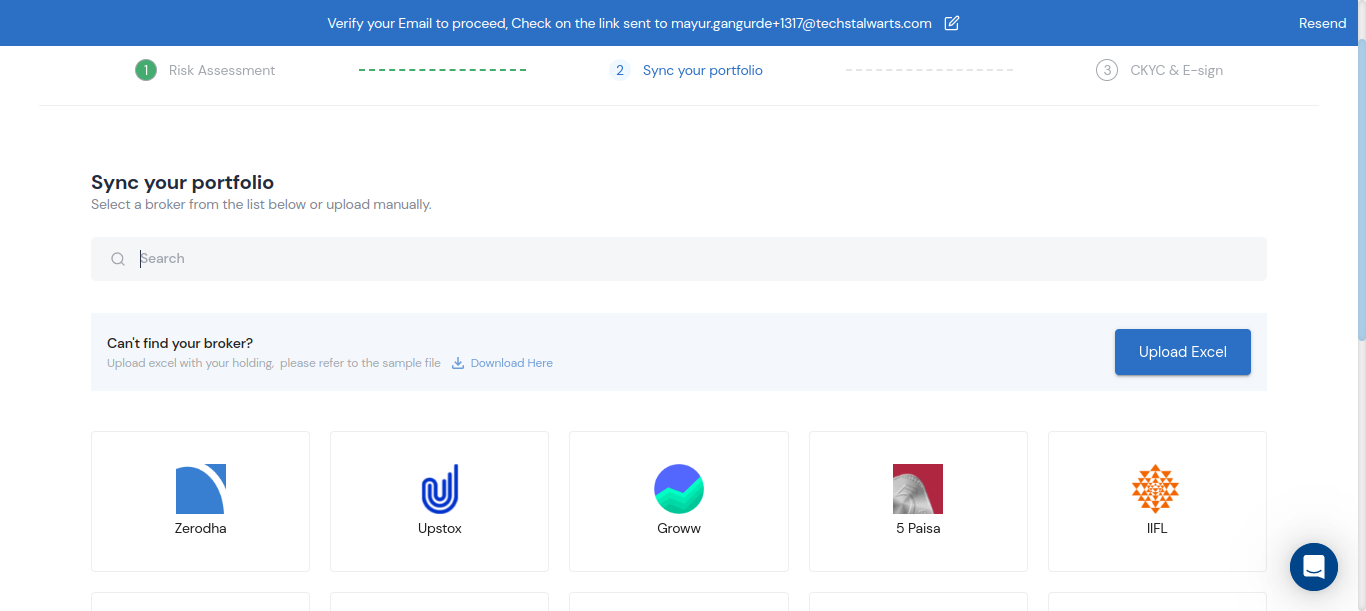 Verify your Email to proceed, Check on the link sent to mayur.gangurde+1317@techstalwarts.com Resend
1 Risk Assessment 2 Sync your portfolio 3 CKYC & E-sign
Sync your portfolio
Select a broker from the list below or upload manually.
Search
Can't find your broker?
Upload excel with your holding, please refer to the sample file Download Here
Upload Excel
Zerodha Upstox Groww 5 Paisa IIFL